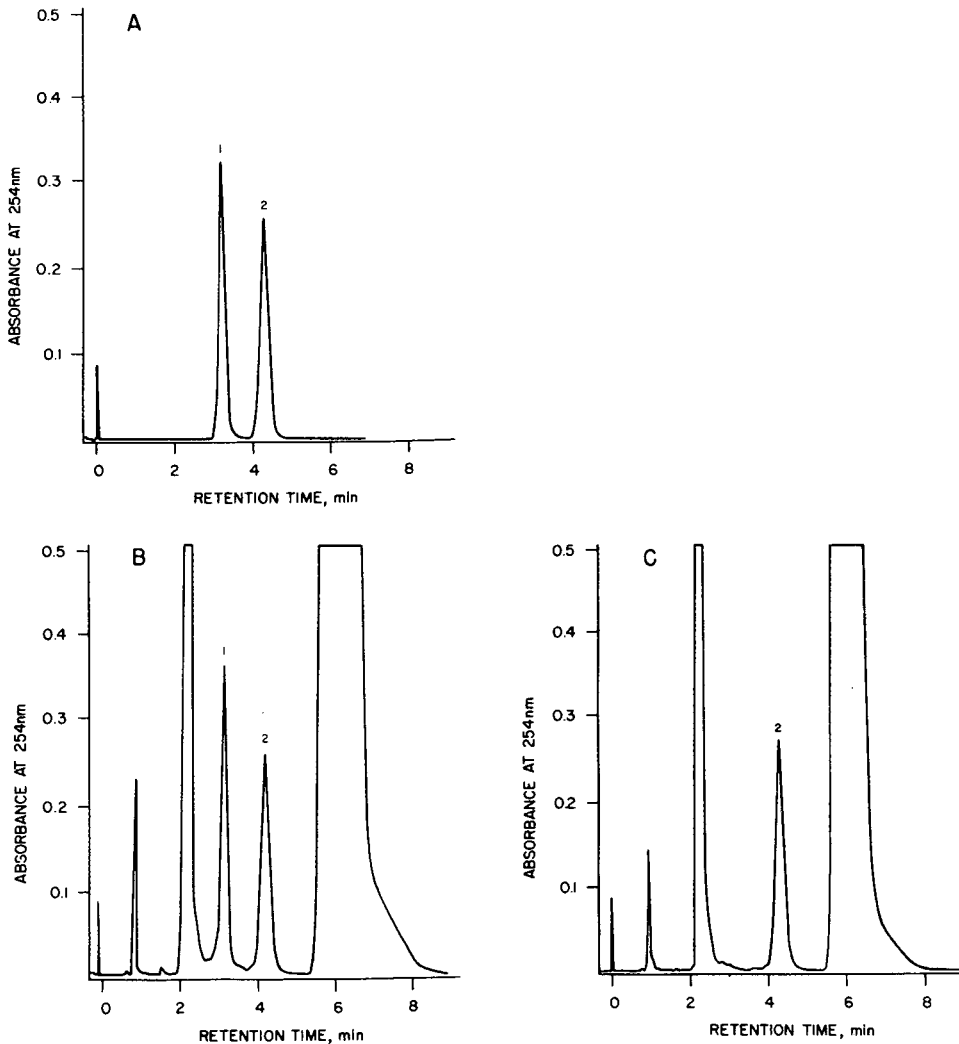 A
0.5
0.4
0.3
0.2
0.1
ABSORBANCE AT 254nm
1
2
0 2 4 6 8
RETENTION TIME, min
B
0.5
0.4
0.3
0.2
0.1
ABSORBANCE AT 254nm
1
2
0 2 4 6 8
RETENTION TIME, min
C
0.5
0.4
0.3
0.2
0.1
ABSORBANCE AT 254nm
2
0 2 4 6 8
RETENTION TIME, min